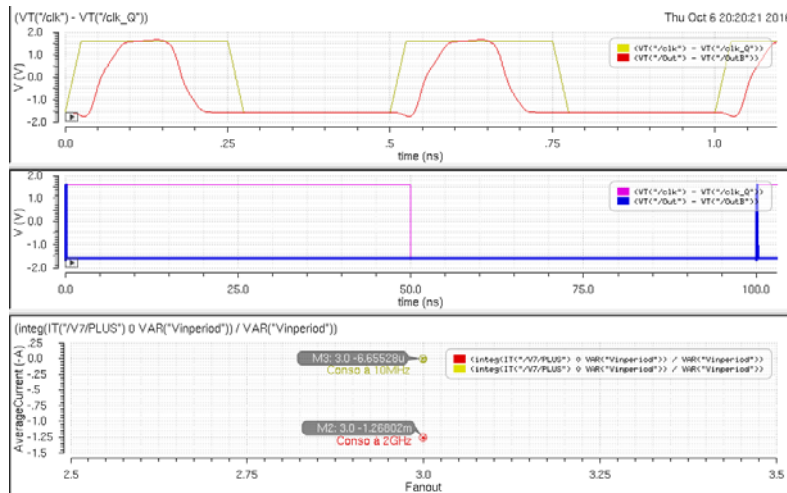 (VT("/clk") - VT("/clk_Q"))
Thu Oct 6 20:20:21 2016
(VT("/clk") - VT("/clk_Q"))
(VT("/Out") - VT("/OutB"))
V (V)
2.0
1.0
0.0
-1.0
-2.0
0.0 .25 .5 .75 1.0
time (ns)
(VT("/clk") - VT("/clk_Q"))
(VT("/Out") - VT("/OutB"))
V (V)
2.0
1.0
0.0
-1.0
-2.0
0.0 25.0 50.0 75.0 100.0
time (ns)
(integ(IT("/V7/PLUS") 0 VAR("Vinperiod")) / VAR("Vinperiod"))
(integ(IT("/V7/PLUS") 0 VAR("Vinperiod")) / VAR("Vinperiod"))
(integ(IT("/V7/PLUS") 0 VAR("Vinperiod")) / VAR("Vinperiod"))
AverageCurrent (-A)
.25
0.0
-.25
-.5
-.75
-1.0
-1.25
-1.5
M3: 3.0 -6.65528u
Conso à 10MHz
M2: 3.0 -1.26802m
Conso à 2GHz
2.5 2.75 3.0 3.25 3.5
Fanout